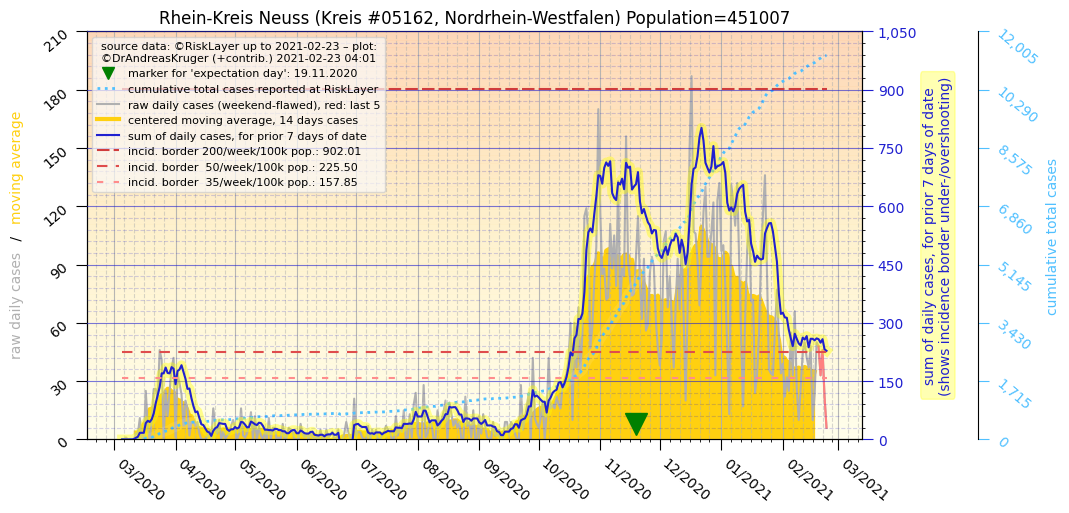 Rhein-Kreis Neuss (Kreis #05162, Nordrhein-Westfalen) Population=451007
source data: ©RiskLayer up to 2021-02-23 – plot:
©DrAndreasKruger (+contrib.) 2021-02-23 04:01
marker for 'expectation day': 19.11.2020
cumulative total cases reported at RiskLayer
raw daily cases (weekend-flawed), red: last 5
centered moving average, 14 days cases
sum of daily cases, for prior 7 days of date
incid. border 200/week/100k pop.: 902.01
incid. border  50/week/100k pop.: 225.50
incid. border  35/week/100k pop.: 157.85
raw daily cases / moving average
210
180
150
120
90
60
30
0
03/2020
04/2020
05/2020
06/2020
07/2020
08/2020
09/2020
10/2020
11/2020
12/2020
01/2021
02/2021
03/2021
1,050
900
750
600
450
300
150
0
sum of daily cases, for prior 7 days of date
(shows incidence border under-/overshooting)
12,005
10,290
8,575
6,860
5,145
3,430
1,715
0
cumulative total cases